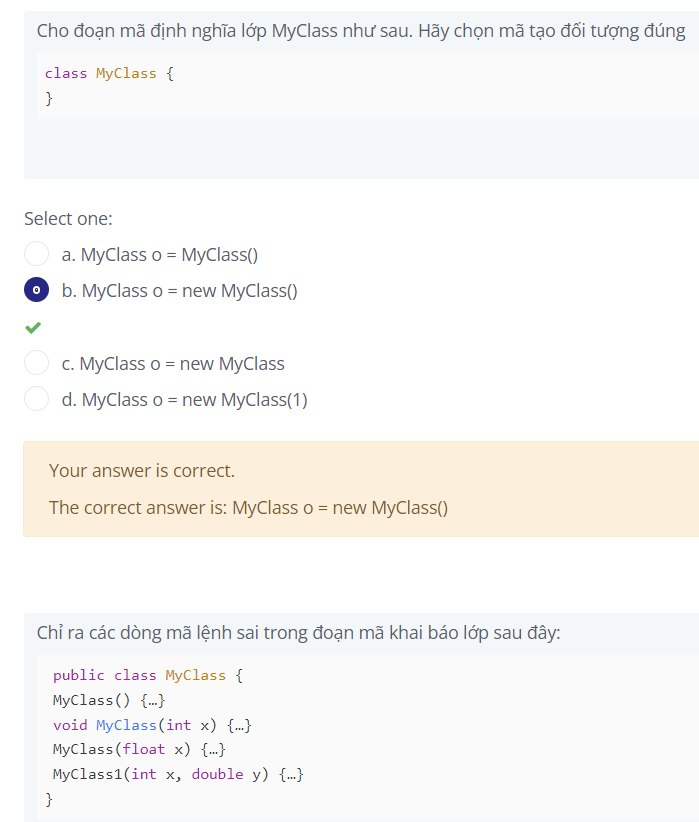 Cho đoạn mã định nghĩa lớp MyClass như sau. Hãy chọn mã tạo đối tượng đúng
class MyClass {
}
Select one:
a. MyClass o = MyClass()
b. MyClass o = new MyClass()
c. MyClass o = new MyClass
d. MyClass o = new MyClass(1)
Your answer is correct.
The correct answer is: MyClass o = new MyClass()
Chỉ ra các dòng mã lệnh sai trong đoạn mã khai báo lớp sau đây:
public class MyClass {
MyClass() {…}
void MyClass(int x) {…}
MyClass(float x) {…}
MyClass1(int x, double y) {…}
}